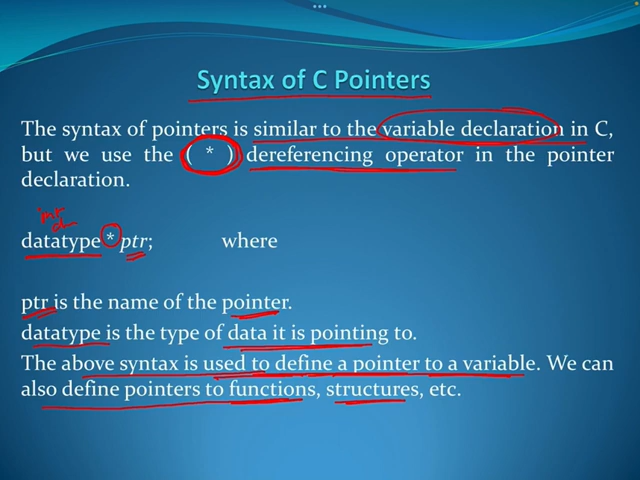 Syntax of C Pointers
The syntax of pointers is similar to the variable declaration in C,
but we use the ( * ) dereferencing operator in the pointer
declaration.
int
datatype * ptr; where
ptr is the name of the pointer.
datatype is the type of data it is pointing to.
The above syntax is used to define a pointer to a variable. We can
also define pointers to functions, structures, etc.